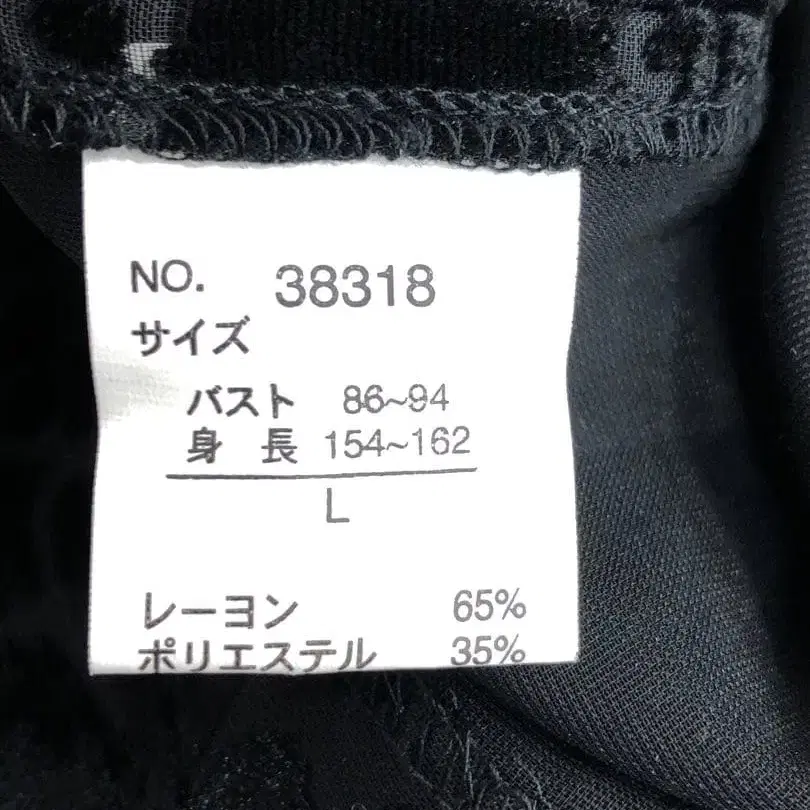 NO. 38318
サイズ
バスト 86~94
身 長 154~162
L
レーヨン 65%
ポリエステル 35%